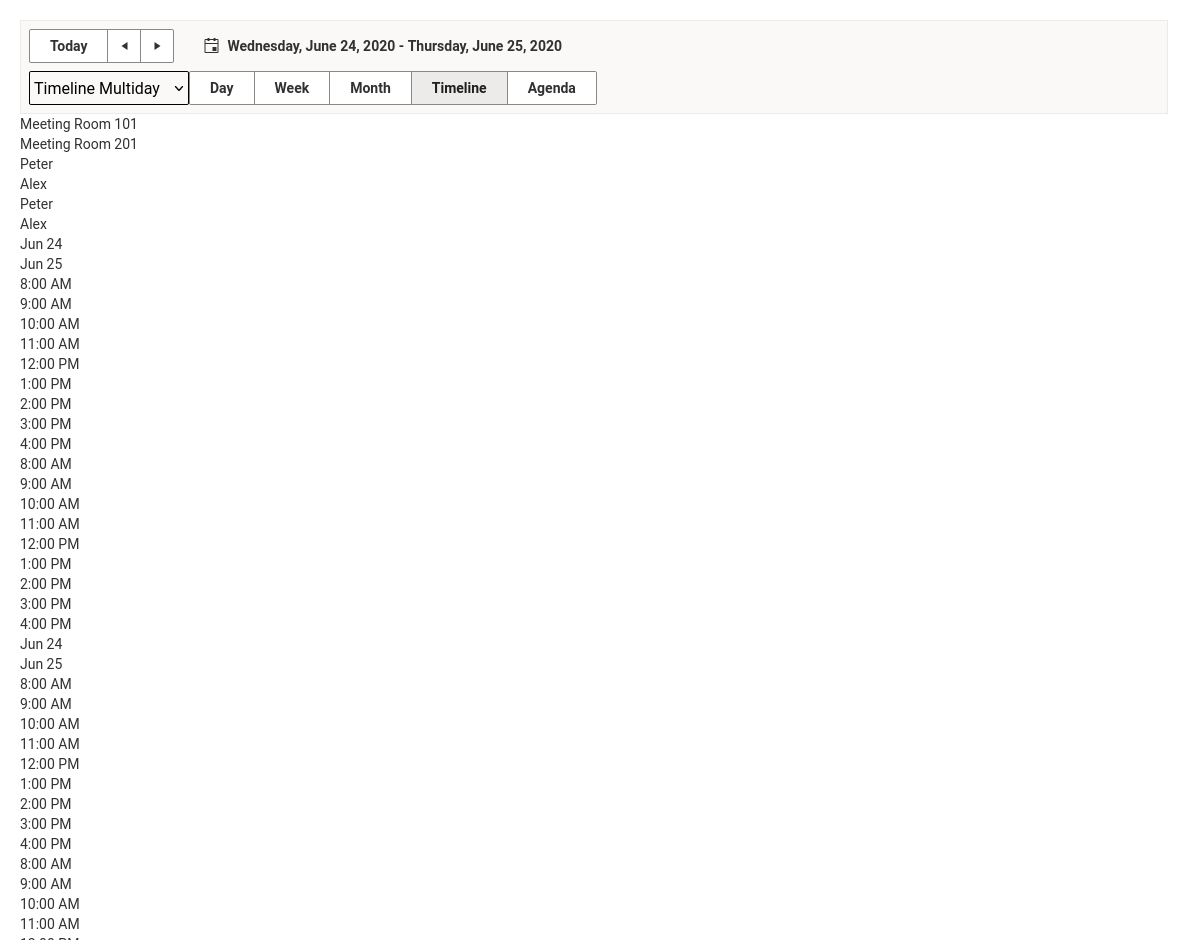 Today
Wednesday, June 24, 2020 - Thursday, June 25, 2020
Timeline Multiday Day Week Month Timeline Agenda
Meeting Room 101
Meeting Room 201
Peter
Alex
Peter
Alex
Jun 24
Jun 25
8:00 AM
9:00 AM
10:00 AM
11:00 AM
12:00 PM
1:00 PM
2:00 PM
3:00 PM
4:00 PM
8:00 AM
9:00 AM
10:00 AM
11:00 AM
12:00 PM
1:00 PM
2:00 PM
3:00 PM
4:00 PM
Jun 24
Jun 25
8:00 AM
9:00 AM
10:00 AM
11:00 AM
12:00 PM
1:00 PM
2:00 PM
3:00 PM
4:00 PM
8:00 AM
9:00 AM
10:00 AM
11:00 AM
12:00 PM